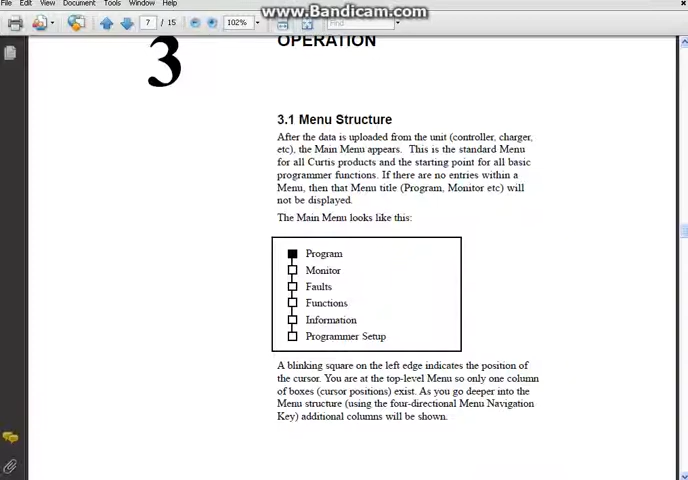 www.Bandicam.com
File Edit View Document Tools Window Help
7 / 15 102% Find
3
OPERATION
3.1 Menu Structure
After the data is uploaded from the unit (controller, charger,
etc), the Main Menu appears. This is the standard Menu
for all Curtis products and the starting point for all basic
programmer functions. If there are no entries within a
Menu, then that Menu title (Program, Monitor etc) will
not be displayed.
The Main Menu looks like this:
Program
Monitor
Faults
Functions
Information
Programmer Setup
A blinking square on the left edge indicates the position of
the cursor. You are at the top-level Menu so only one column
of boxes (cursor positions) exist. As you go deeper into the
Menu structure (using the four-directional Menu Navigation
Key) additional columns will be shown.